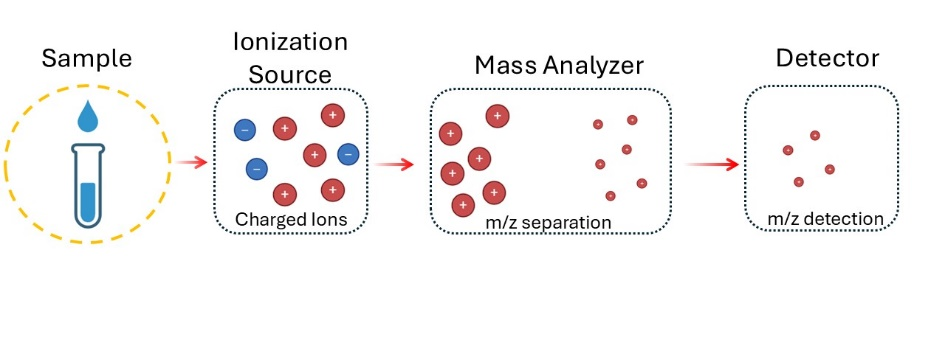 Sample
Ionization
Source
Charged Ions
Mass Analyzer
m/z separation
Detector
m/z detection